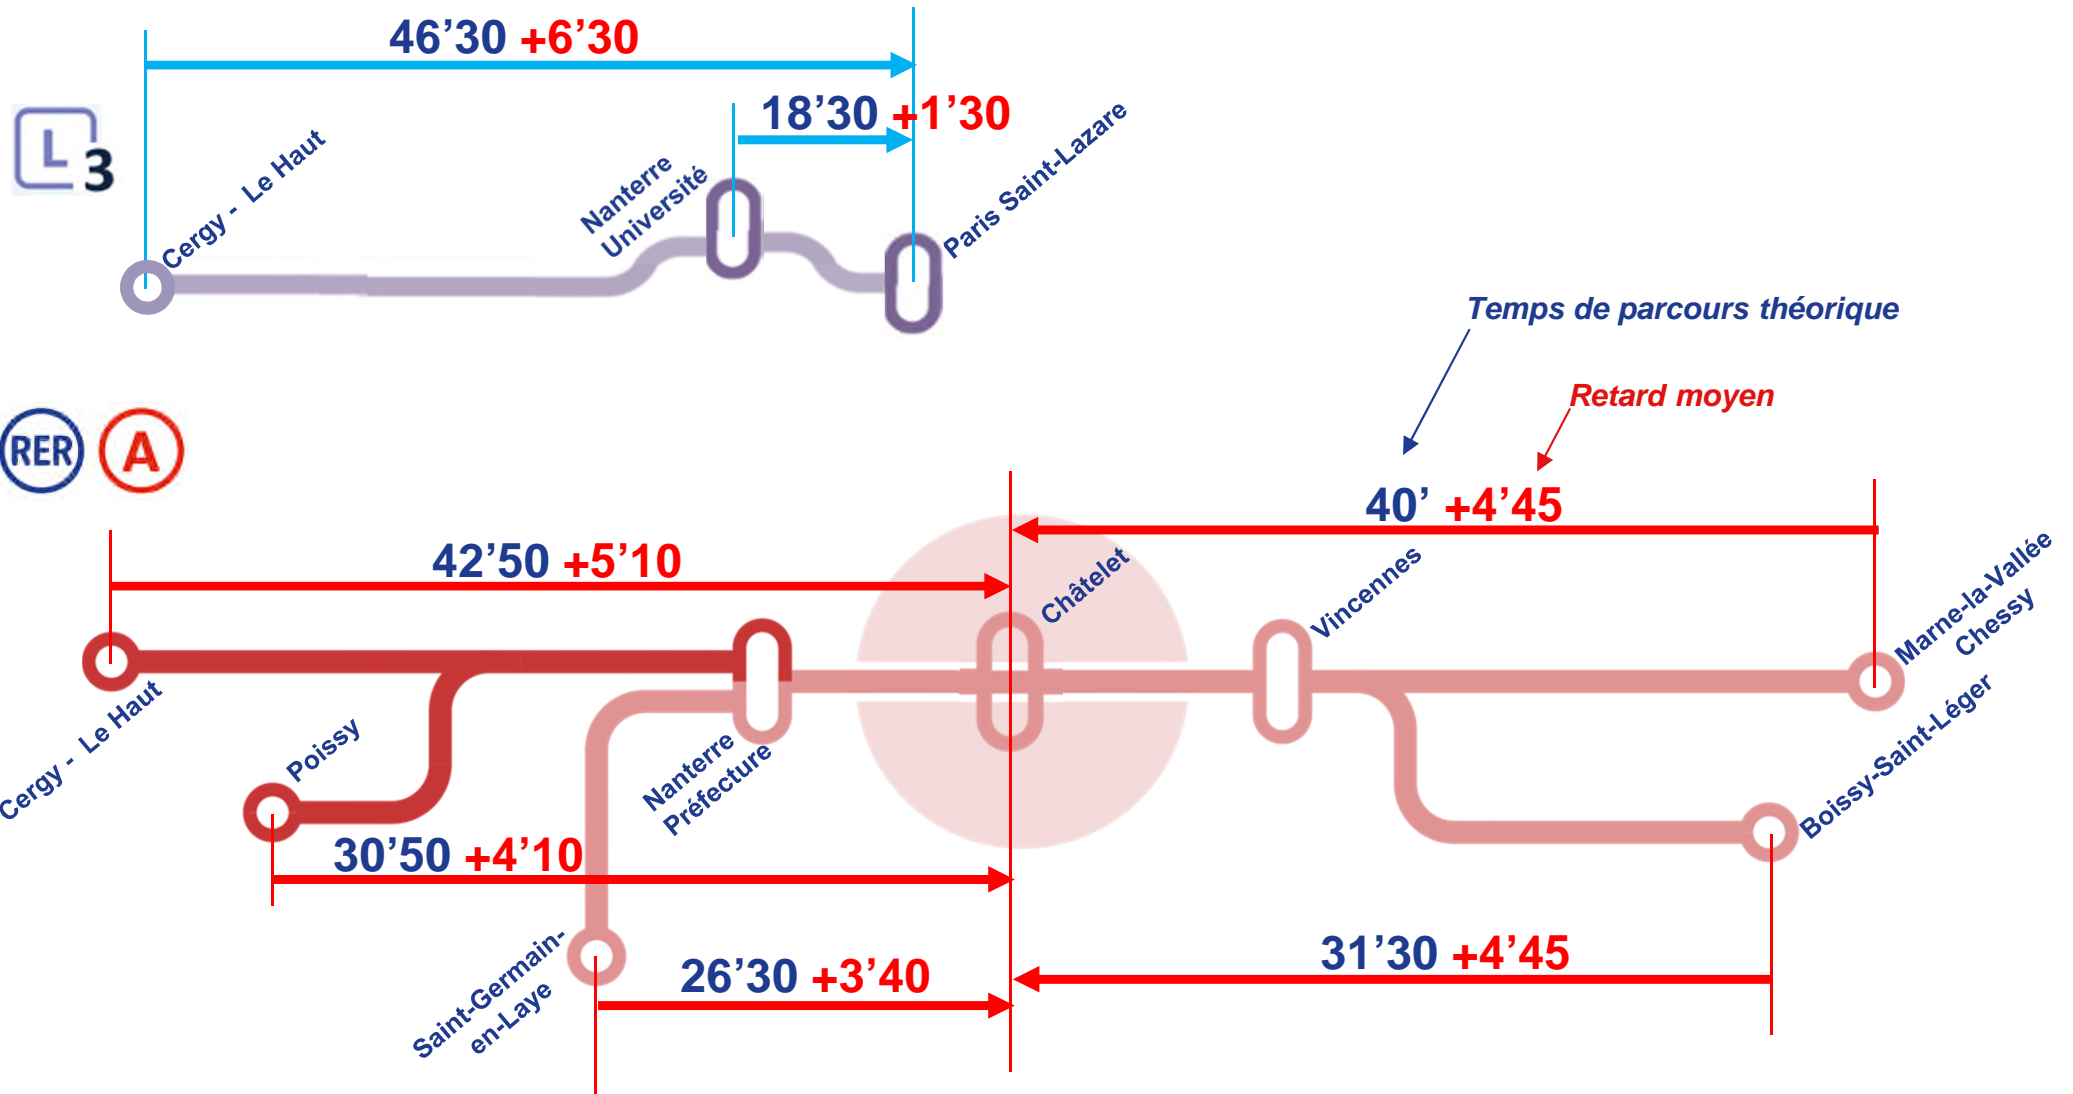 46’30 +6’30
18’30 +1’30
L
3
Cergy - Le Haut
Nanterre
Université
Paris Saint-Lazare
Temps de parcours théorique
Retard moyen
RER A
40’ +4’45
42’50 +5’10
Châtelet
Vincennes
Marne-la-Vallée
Chessy
Cergy - Le Haut
Poissy
Nanterre
Préfecture
Boissy-Saint-Léger
30’50 +4’10
31’30 +4’45
26’30 +3’40
Saint-Germain-
en-Laye